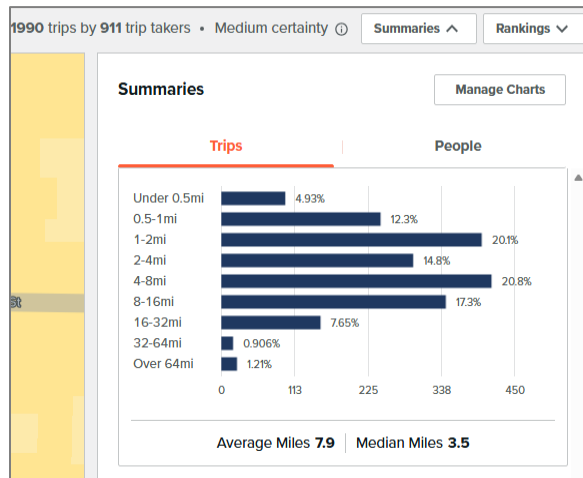 1990 trips by 911 trip takers • Medium certainty ⓘ Summaries Rankings
Summaries Manage Charts
Trips People
Under 0.5mi 4.93%
0.5-1mi 12.3%
1-2mi 20.1%
2-4mi 14.8%
4-8mi 20.8%
8-16mi 17.3%
16-32mi 7.65%
32-64mi 0.906%
Over 64mi 1.21%
0 113 225 338 450
Average Miles 7.9 Median Miles 3.5
St